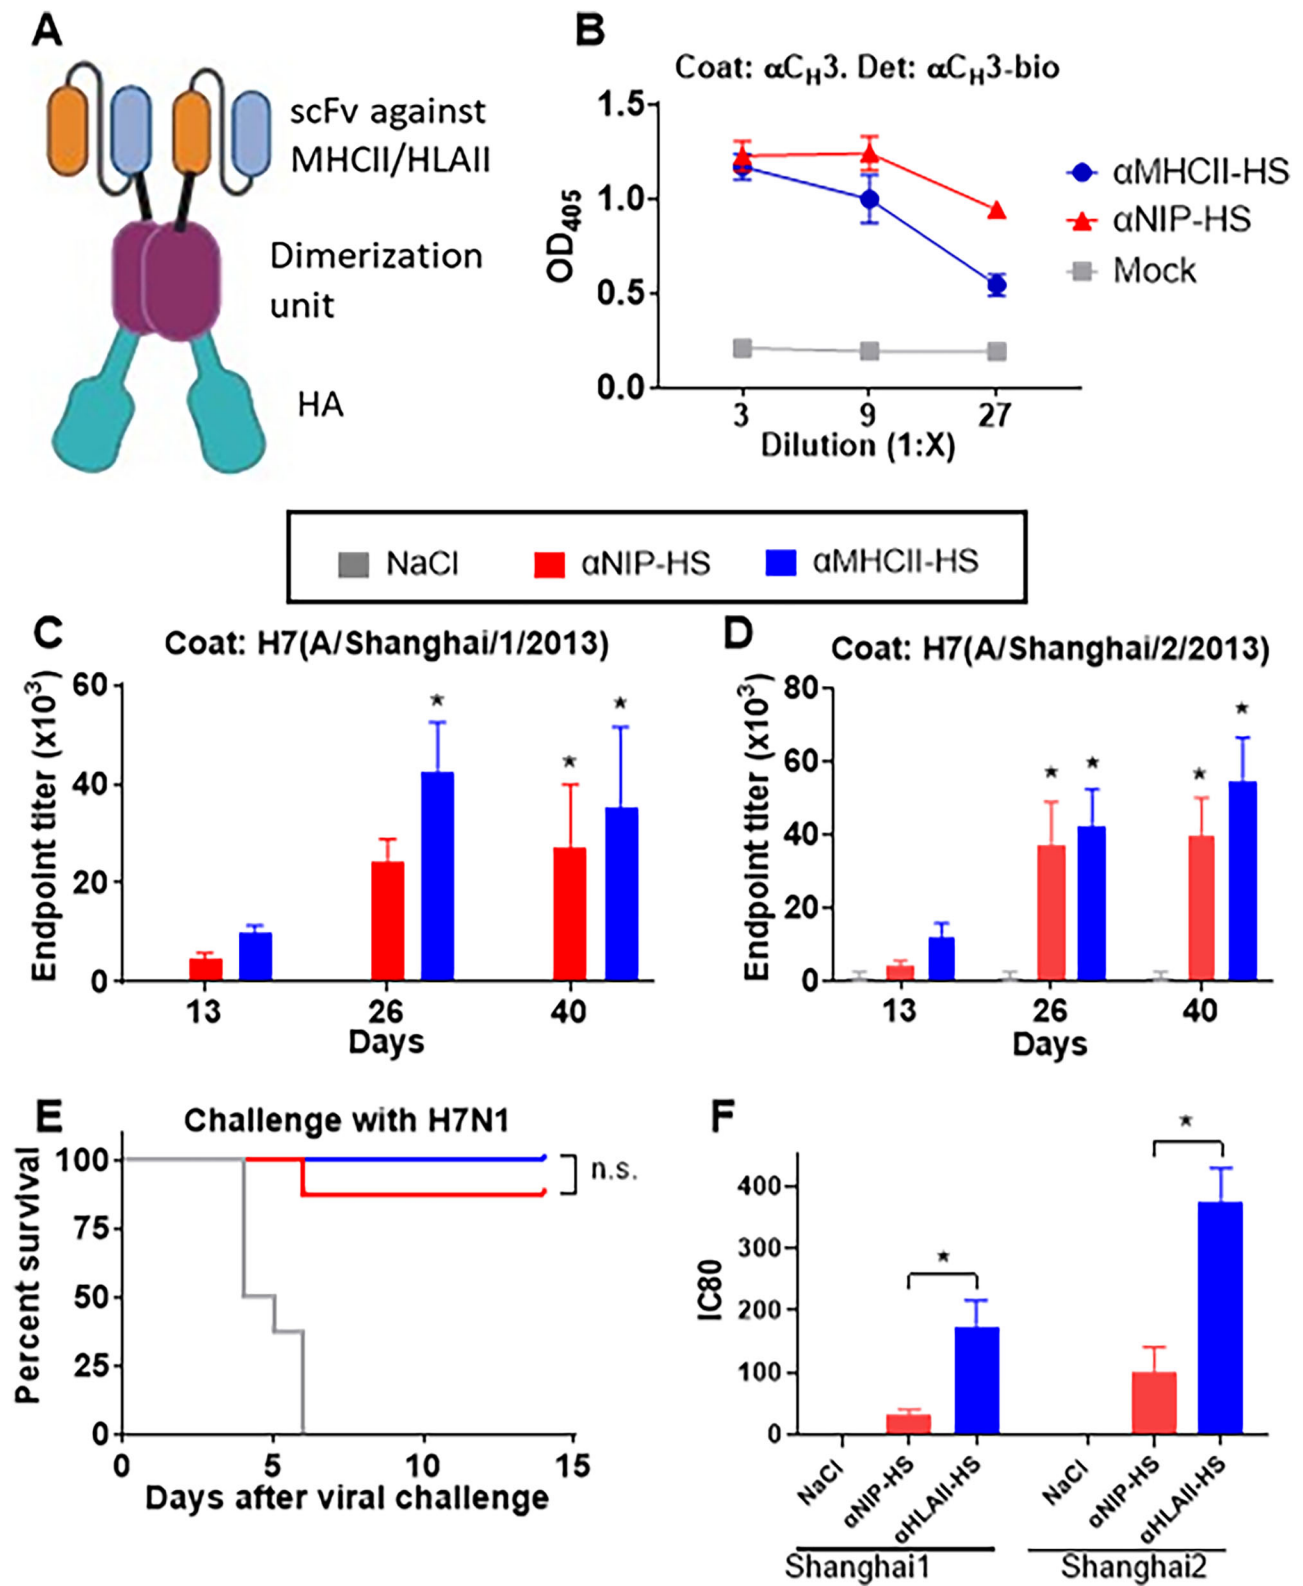 A
scFv against
MHCII/HLAII
Dimerization
unit
HA
B
Coat: αCH3. Det: αCH3-bio
1.5
1.0
0.5
0.0
OD405
3 9 27
Dilution (1:X)
αMHCII-HS
αNIP-HS
Mock
NaCl αNIP-HS αMHCII-HS
C
Coat: H7(A/Shanghai/1/2013)
Endpoint titer (x10³)
60
40
20
0
* * *
13 26 40
Days
D
Coat: H7(A/Shanghai/2/2013)
Endpoint titer (x10³)
80
60
40
20
0
* * * *
13 26 40
Days
E
Challenge with H7N1
Percent survival
100
75
50
25
0
n.s.
0 5 10 15
Days after viral challenge
F
IC80
400
300
200
100
0
* *
NaCl αNIP-HS αHLAII-HS NaCl αNIP-HS αHLAII-HS
Shanghai1 Shanghai2